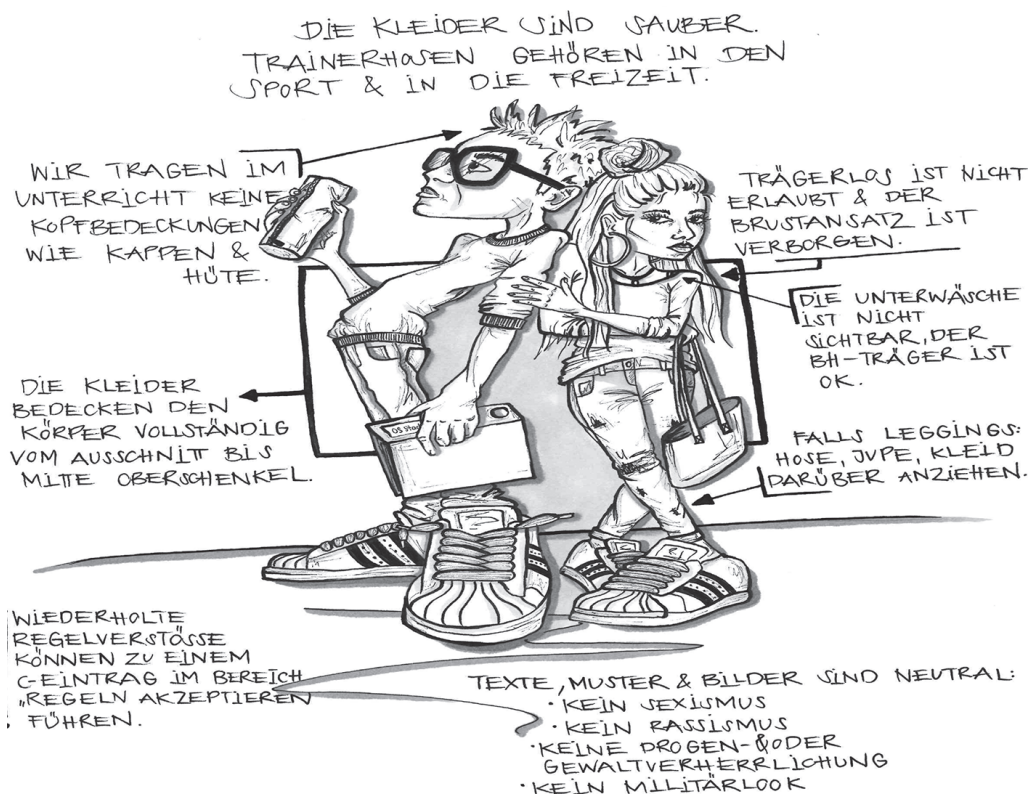 DIE KLEIDER SIND SAUBER.
TRAINERHOSEN GEHÖREN IN DEN
SPORT & IN DIE FREIZEIT.
WIR TRAGEN IM
UNTERRICHT KEINE
KOPFBEDECKUNGEN
WIE KAPPEN &
HÜTE.
TRÄGERLOS IST NICHT
ERLAUBT & DER
BRUSTANSATZ IST
VERBORGEN.
DIE UNTERWÄSCHE
IST NICHT
SICHTBAR, DER
BH-TRÄGER IST
OK.
DIE KLEIDER
BEDECKEN DEN
KÖRPER VOLLSTÄNDIG
VOM AUSSCHNITT BIS
MITTE OBERSCHENKEL.
FALLS LEGGINGS:
HOSE, JUPE, KLEID
DARÜBER ANZIEHEN.
WIEDERHOLTE
REGELVERSTÖSSE
KÖNNEN ZU EINEM
C-EINTRAG IM BEREICH
„REGELN AKZEPTIEREN
FÜHREN.
TEXTE, MUSTER & BILDER SIND NEUTRAL:
· KEIN SEXISMUS
· KEIN RASSISMUS
· KEINE DROGEN- & ODER
GEWALTVERHERRLICHUNG
· KEIN MILITÄRLOOK